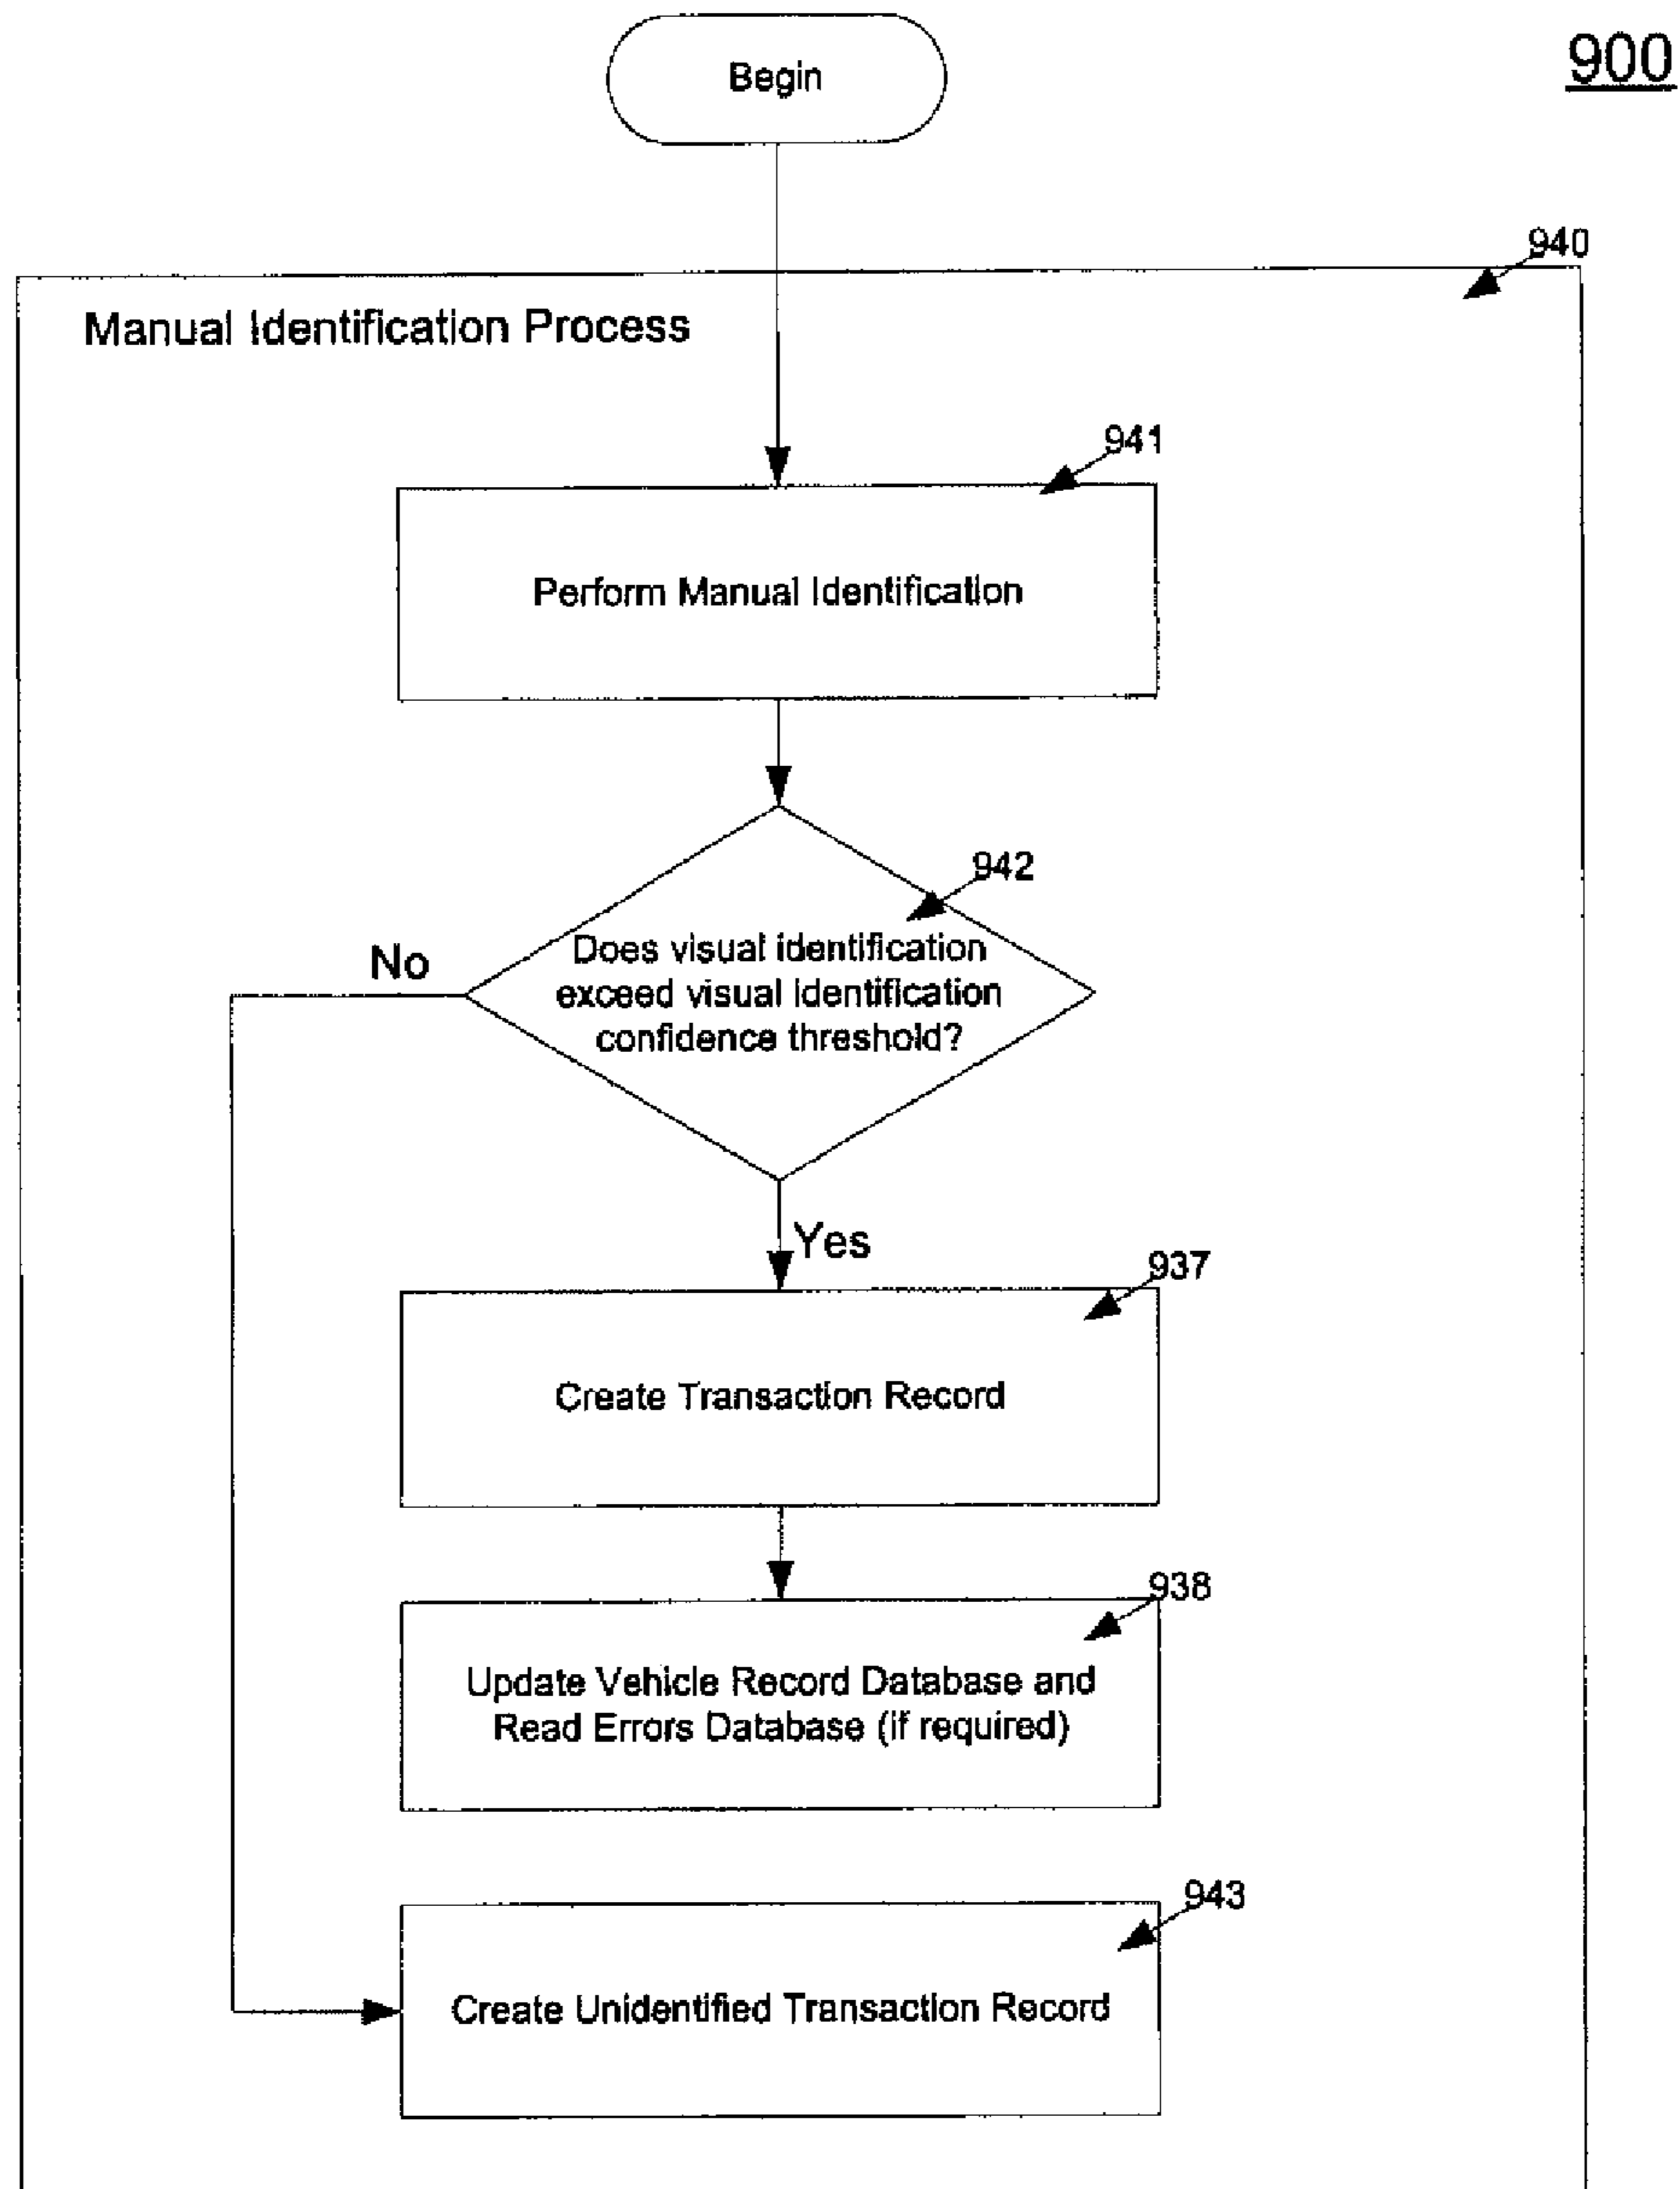 Begin
900
940
Manual Identification Process
941
Perform Manual Identification
942
No
Does visual identification
exceed visual identification
confidence threshold?
Yes
937
Create Transaction Record
938
Update Vehicle Record Database and
Read Errors Database (if required)
943
Create Unidentified Transaction Record